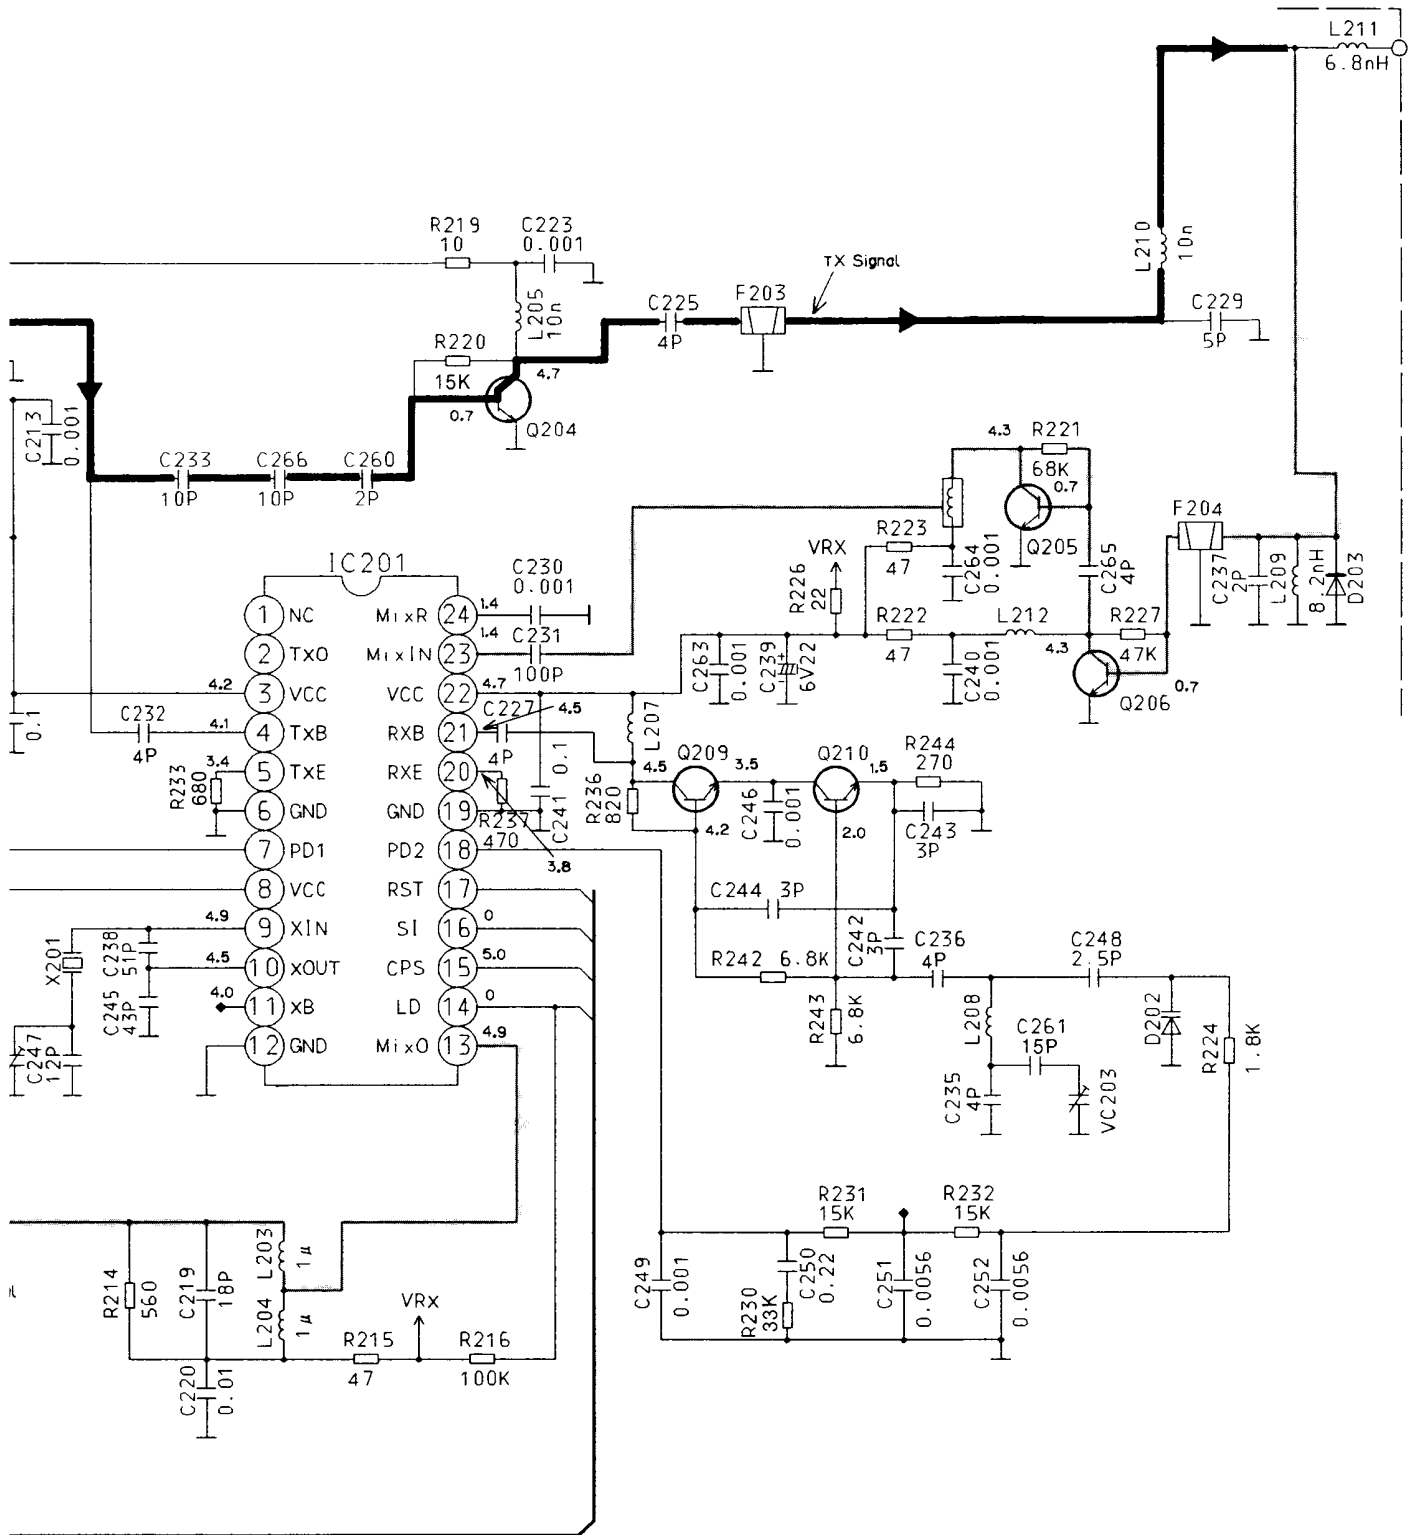 L211
6.8nH
R219
10
C223
0.001
L205
10n
C225
4P
F203
TX Signal
L210
10n
C229
5P
R220
15K
4.7
0.7
Q204
C213
0.001
C233
10P
C266
10P
C260
2P
4.3
R221
68K
0.7
Q205
F204
R223
47
C264
0.001
C265
4P
VRX
R226
22
R222
47
L212
4.3
R227
47K
Q206
0.7
C237
2P
L209
8.2nH
D203
C263
0.001
C239
6V22
C240
0.001
IC201
C230
0.001
1 NC
MixR 24
1.4
2 TxO
MixIN 23
1.4
C231
100P
4.2
3 VCC
VCC 22
4.7
0.1
C232
4P
4.1
4 TxB
RXB 21
C227
4P
4.5
L207
R233
680
3.4
5 TxE
RXE 20
6 GND
GND 19
R237
470
3.8
C241
0.1
R236
820
4.5
Q209
3.5
4.2
C246
0.001
Q210
1.5
2.0
R244
270
C243
3P
7 PD1
PD2 18
8 VCC
RST 17
4.9
9 XIN
SI 16
0
4.5
10 XOUT
CPS 15
5.0
4.0
11 XB
LD 14
0
12 GND
MixO 13
4.9
X201
C238
51P
C245
43P
C247
12P
C244
3P
C242
3P
R242
6.8K
C236
4P
R243
6.8K
L208
C248
2.5P
D202
R224
1.8K
C261
15P
C235
4P
VC203
R231
15K
R232
15K
C249
0.001
C250
0.22
R230
33K
C251
0.0056
C252
0.0056
R214
560
C219
18P
L203
1μ
L204
1μ
VRX
R215
47
R216
100K
C220
0.01